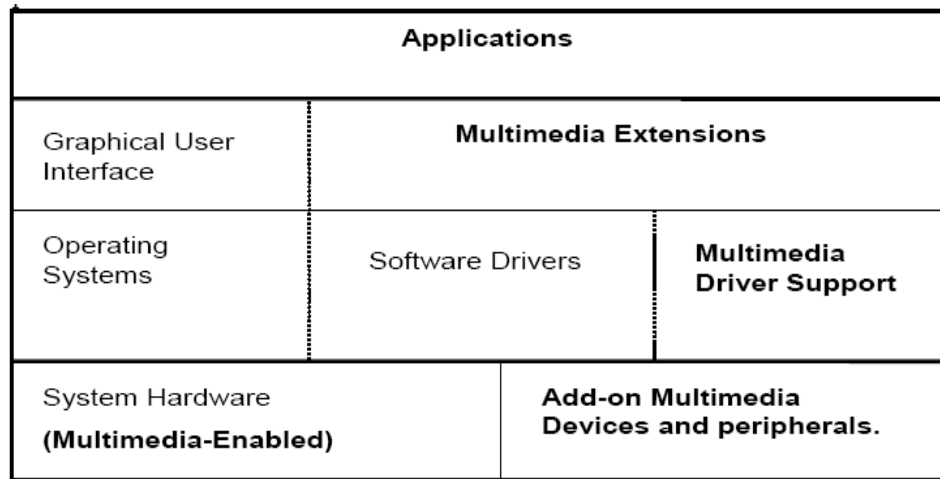 Applications
Graphical User
Interface
Multimedia Extensions
Operating
Systems
Software Drivers
Multimedia
Driver Support
System Hardware
(Multimedia-Enabled)
Add-on Multimedia
Devices and peripherals.